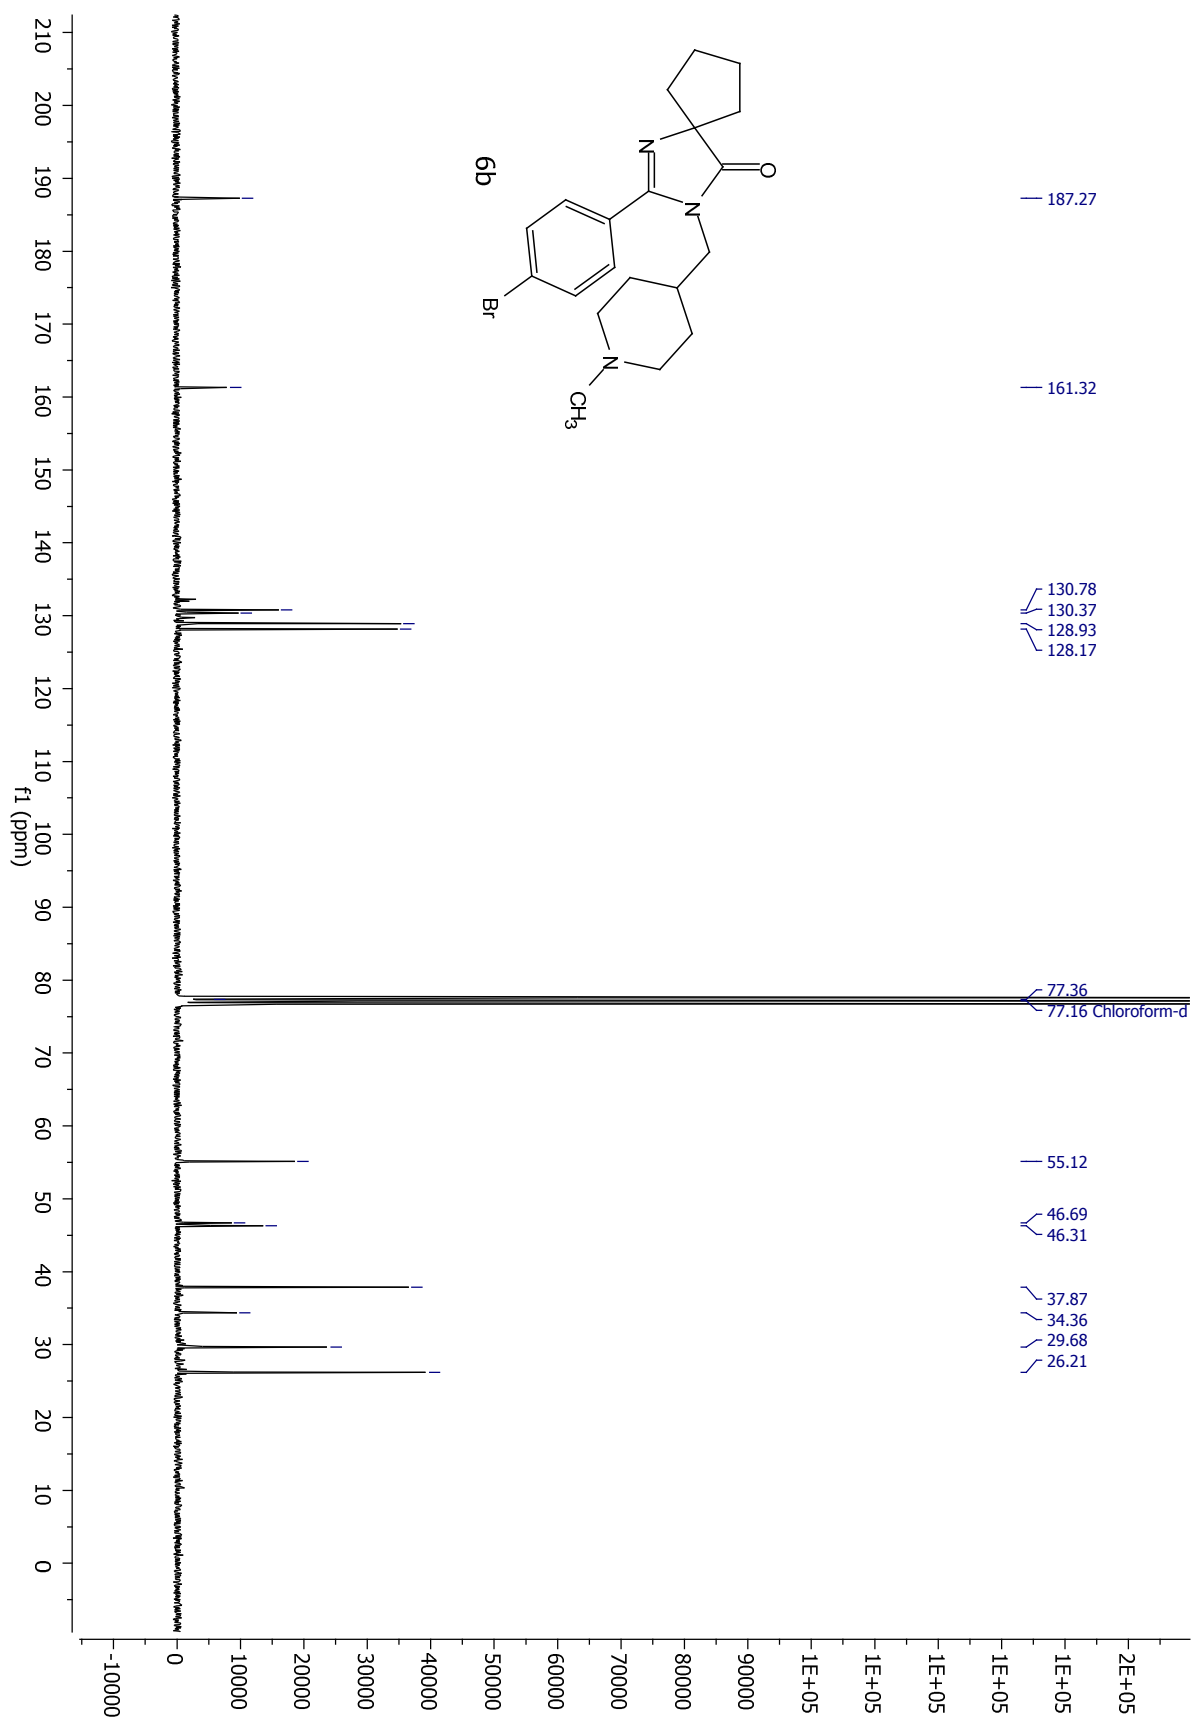 187.27
161.32
130.78
130.37
128.93
128.17
77.36
77.16 Chloroform-d
55.12
46.69
46.31
37.87
34.36
29.68
26.21
O
N
N
N
CH3
Br
6b
210 200 190 180 170 160 150 140 130 120 110 100 90 80 70 60 50 40 30 20 10 0
f1 (ppm)
2E+05
1E+05
1E+05
1E+05
1E+05
1E+05
90000
80000
70000
60000
50000
40000
30000
20000
10000
0
-10000